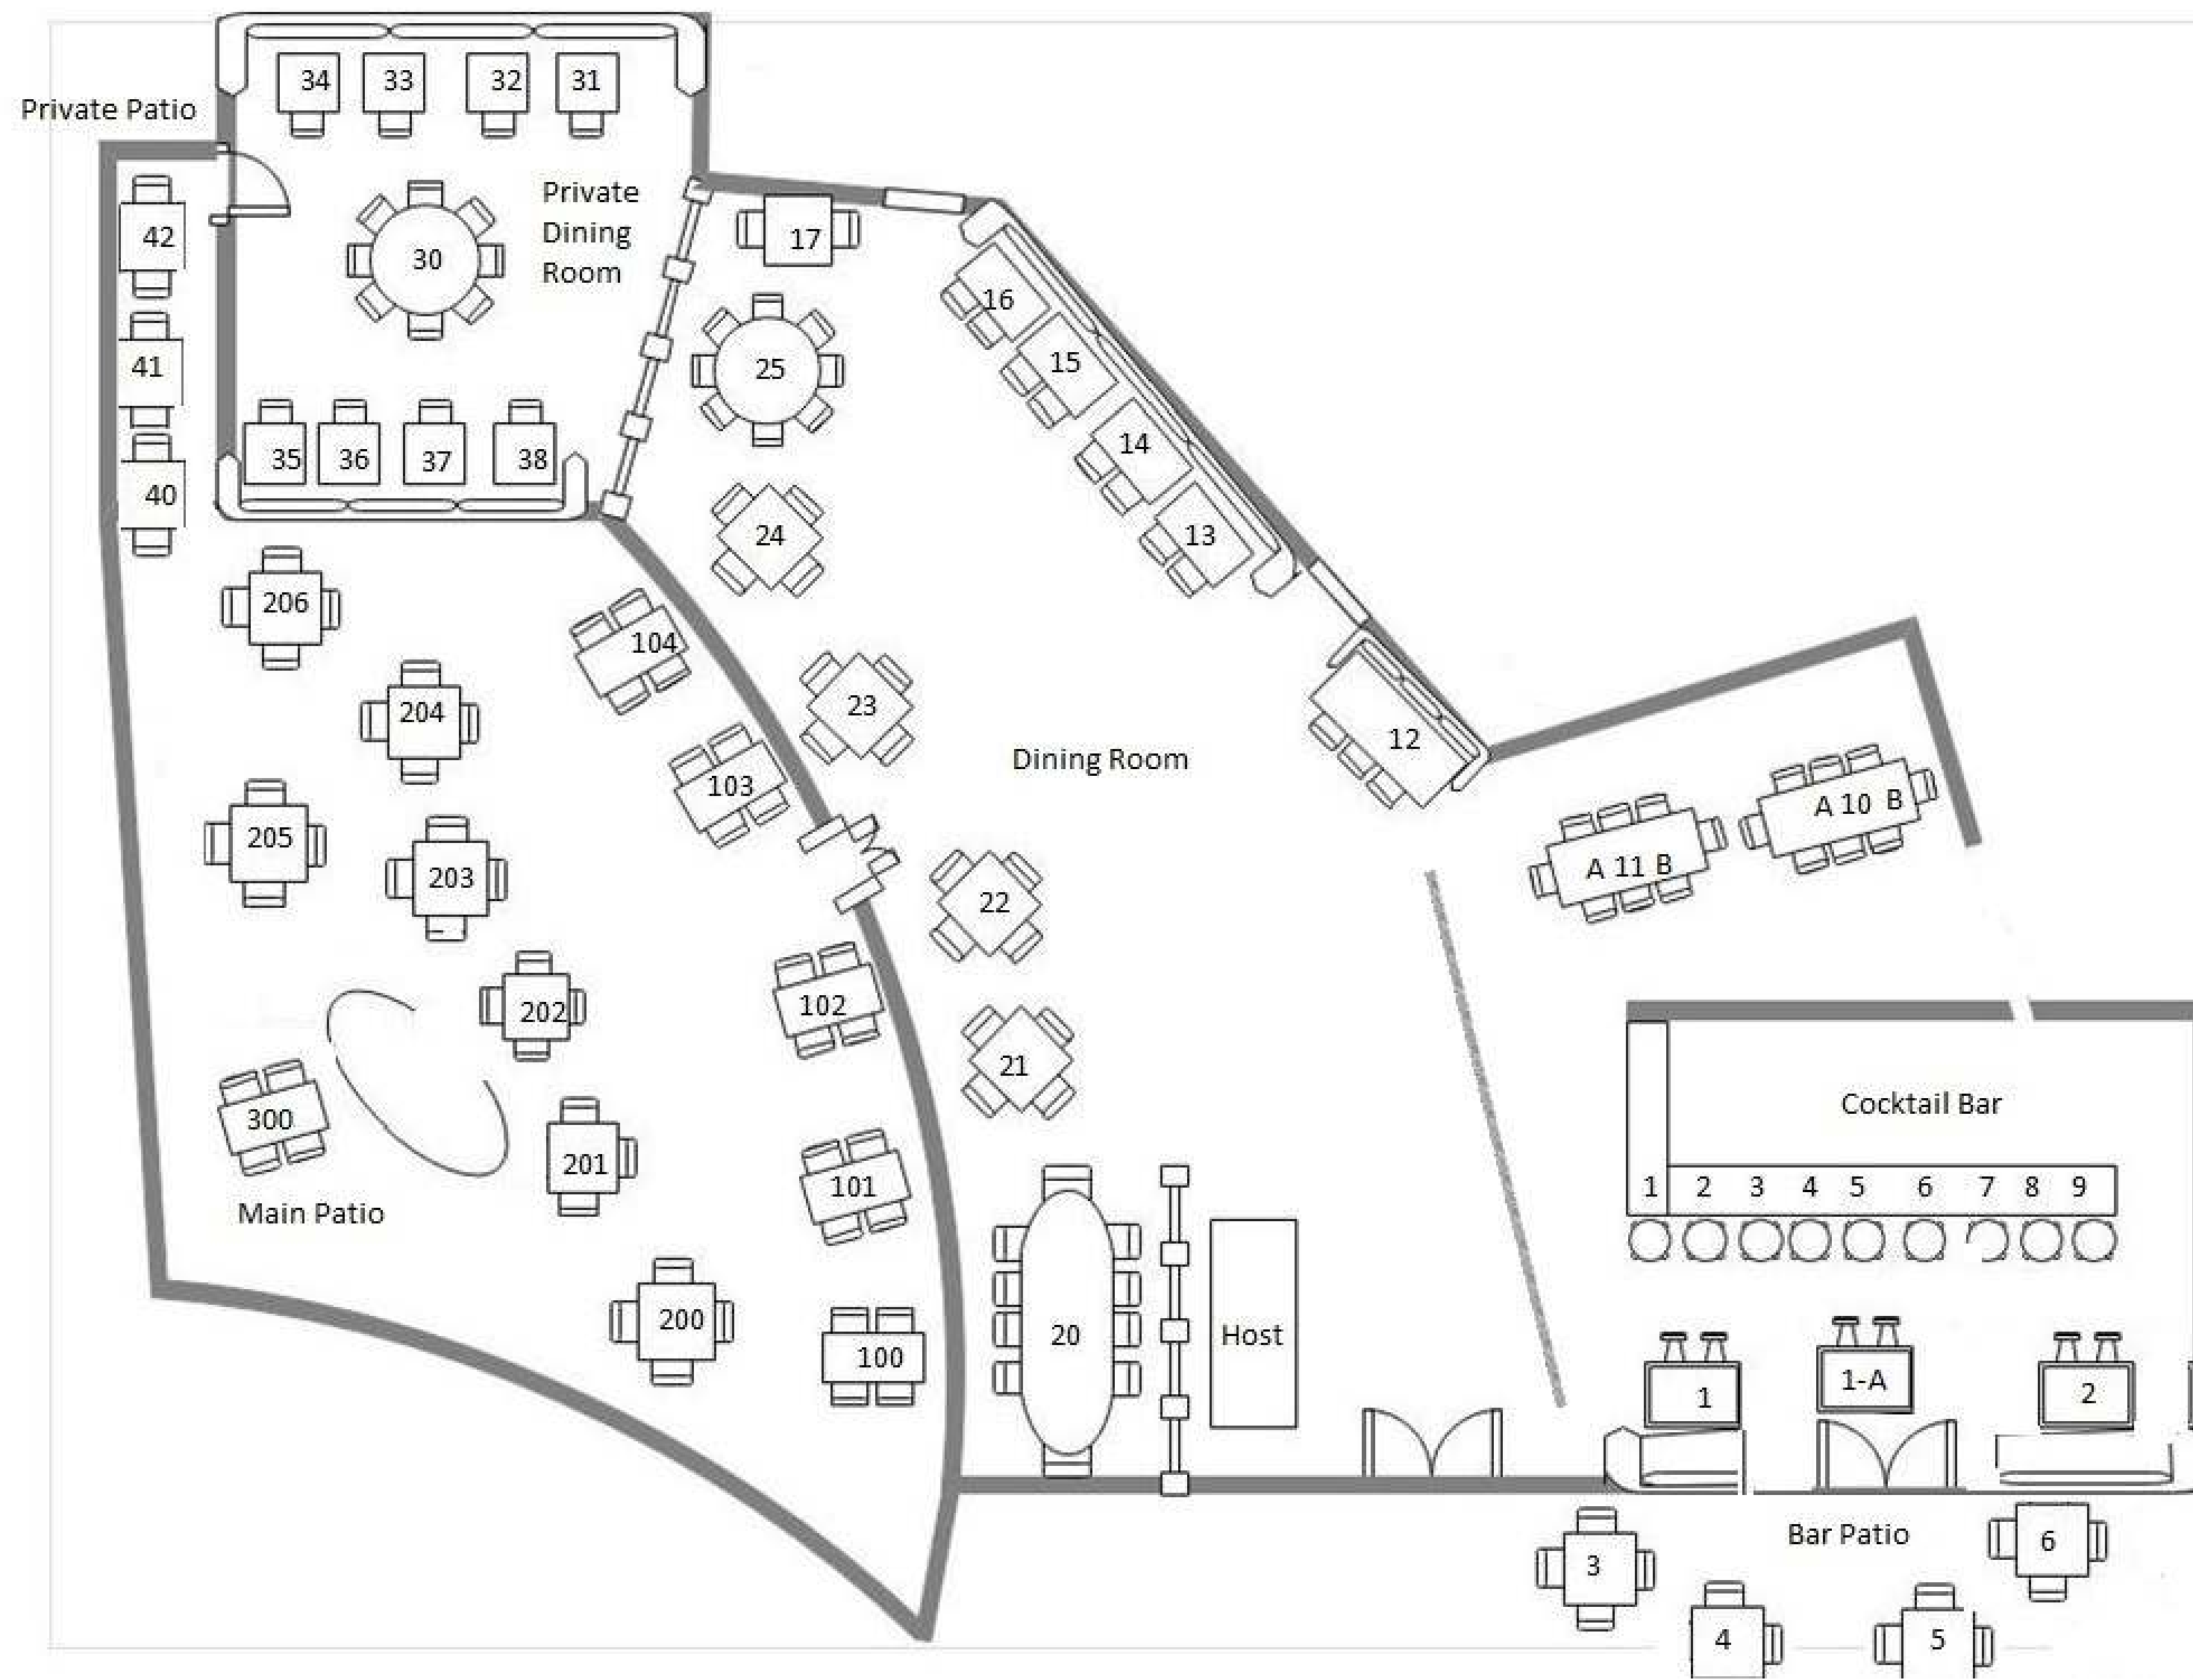 34 33 32 31
Private Patio
Private
Dining
Room
42
30
17
16
25
15
41
14
35 36 37 38
40
24
13
206
104
204
23
12
Dining Room
103
A 10 B
205
A 11 B
203
22
202
102
21
300
Cocktail Bar
201
101
1 2 3 4 5 6 7 8 9
Main Patio
200
20
Host
100
1
1-A
2
Bar Patio
3
6
4
5